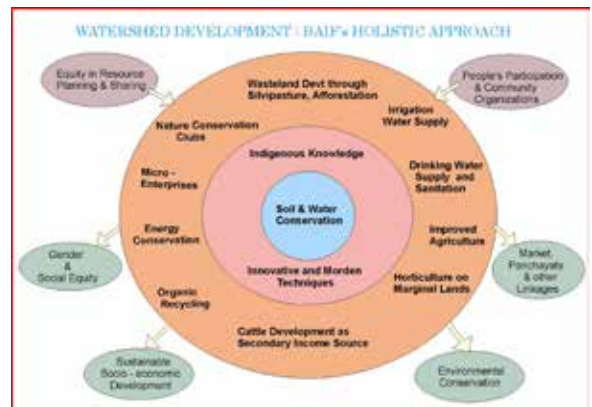 WATERSHED DEVELOPMENT : BAIF's HOLISTIC APPROACH
Equity in Resource
Planning & Sharing
People's Participation
& Community
Organizations
Wasteland Devt through
Silvipasture, Afforestation
Irrigation
Water Supply
Nature Conservation
Clubs
Indigenous Knowledge
Micro -
Enterprises
Drinking Water
Supply and
Sanitation
Soil & Water
Conservation
Energy
Conservation
Improved
Agriculture
Gender
&
Social Equity
Market,
Panchayats
& other
Linkages
Innovative and Morden
Techniques
Horticulture on
Marginal Lands
Organic
Recycling
Cattle Development as
Secondary Income Source
Sustainable
Socio - economic
Development
Environmental
Conservation